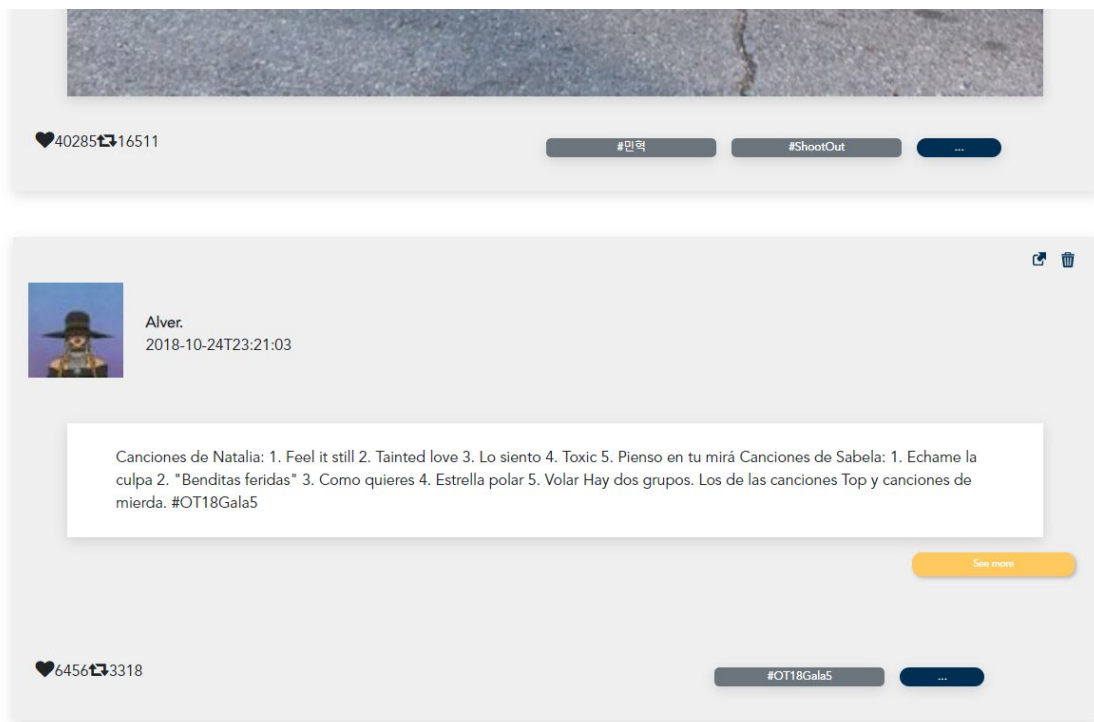 40285 16511
#민혁 #ShootOut ...
Alver.
2018-10-24T23:21:03
Canciones de Natalia: 1. Feel it still 2. Tainted love 3. Lo siento 4. Toxic 5. Pienso en tu mirá Canciones de Sabela: 1. Echame la
culpa 2. "Benditas feridas" 3. Como quieres 4. Estrella polar 5. Volar Hay dos grupos. Los de las canciones Top y canciones de
mierda. #OT18Gala5
See more
6456 3318
#OT18Gala5 ...